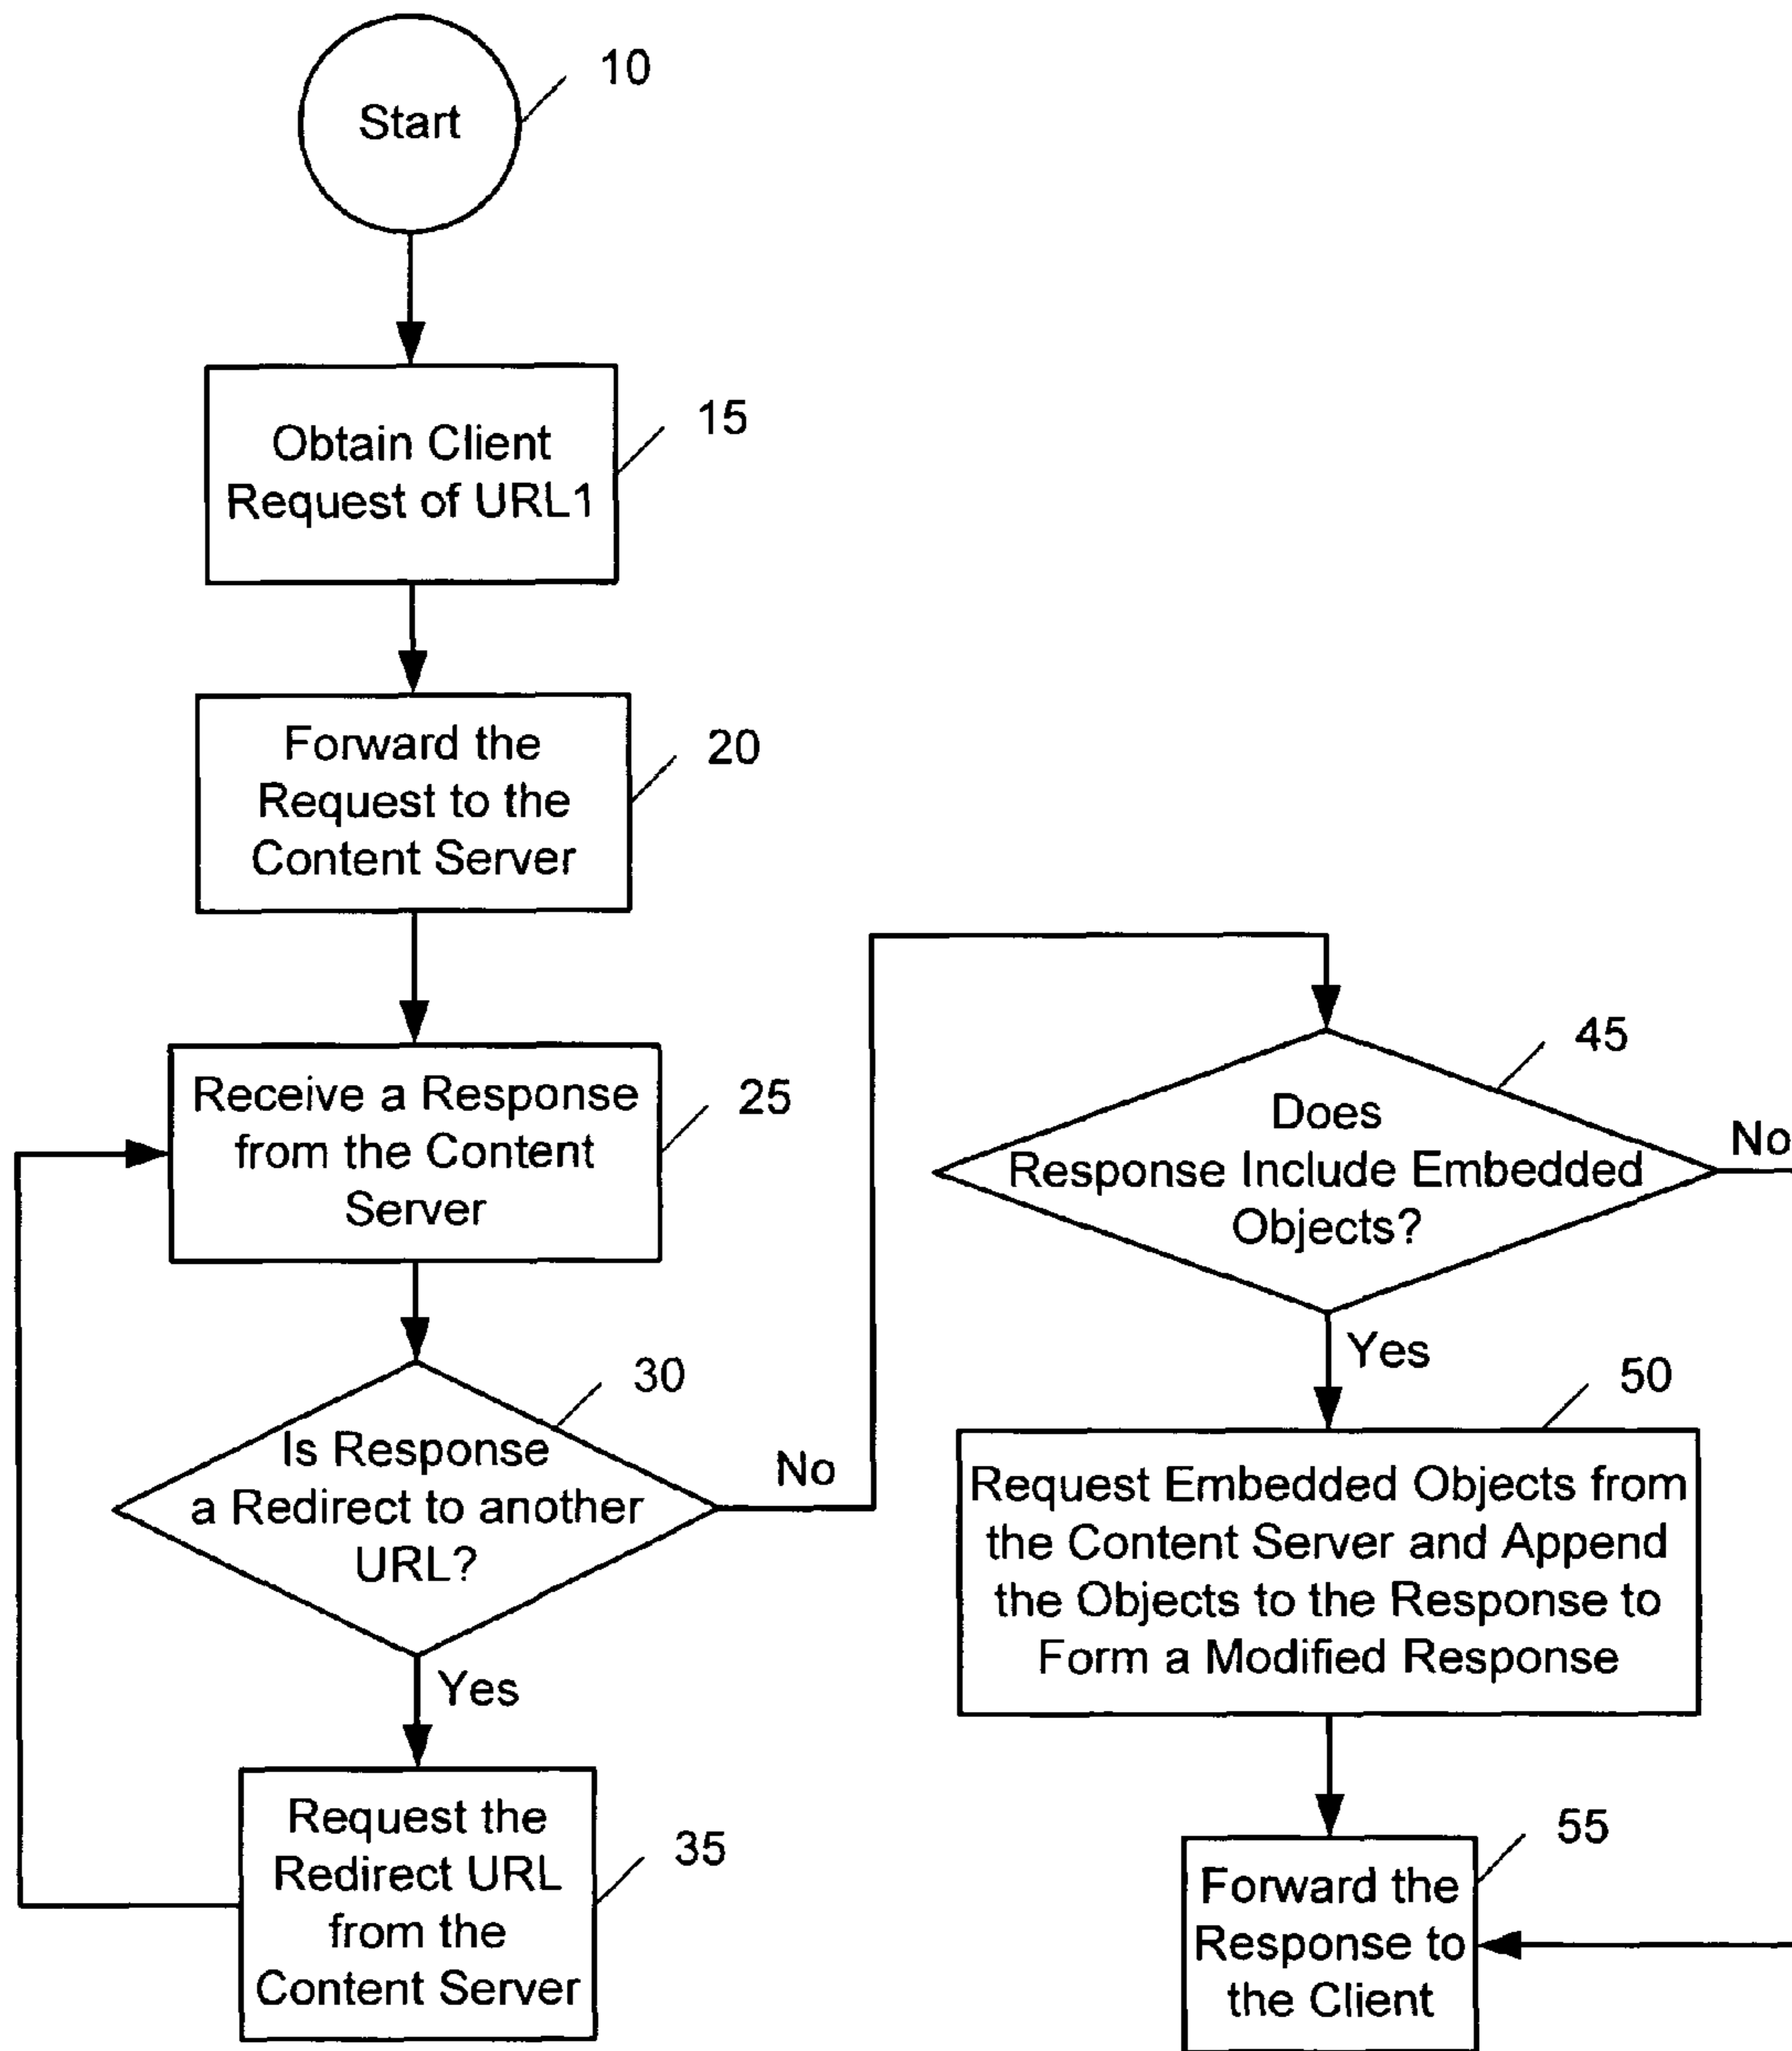 Start
10
Obtain Client
Request of URL1
15
Forward the
Request to the
Content Server
20
Receive a Response
from the Content
Server
25
Is Response
a Redirect to another
URL?
30
No
Yes
Request the
Redirect URL
from the
Content Server
35
Does
Response Include Embedded
Objects?
45
No
Yes
Request Embedded Objects from
the Content Server and Append
the Objects to the Response to
Form a Modified Response
50
Forward the
Response to
the Client
55